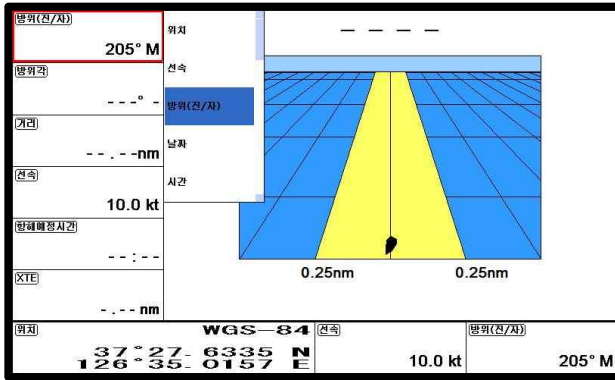 방위(진/자)
205° M
방위각
---° -
거리
--.--nm
선속
10.0 kt
항해예정시간
--:--
XTE
-.-- nm
위치
선속
방위(진/자)
날짜
시간
----
0.25nm 0.25nm
위치 WGS-84
37°27. 6335 N
126°35. 0157 E
선속
10.0 kt
방위(진/자)
205° M